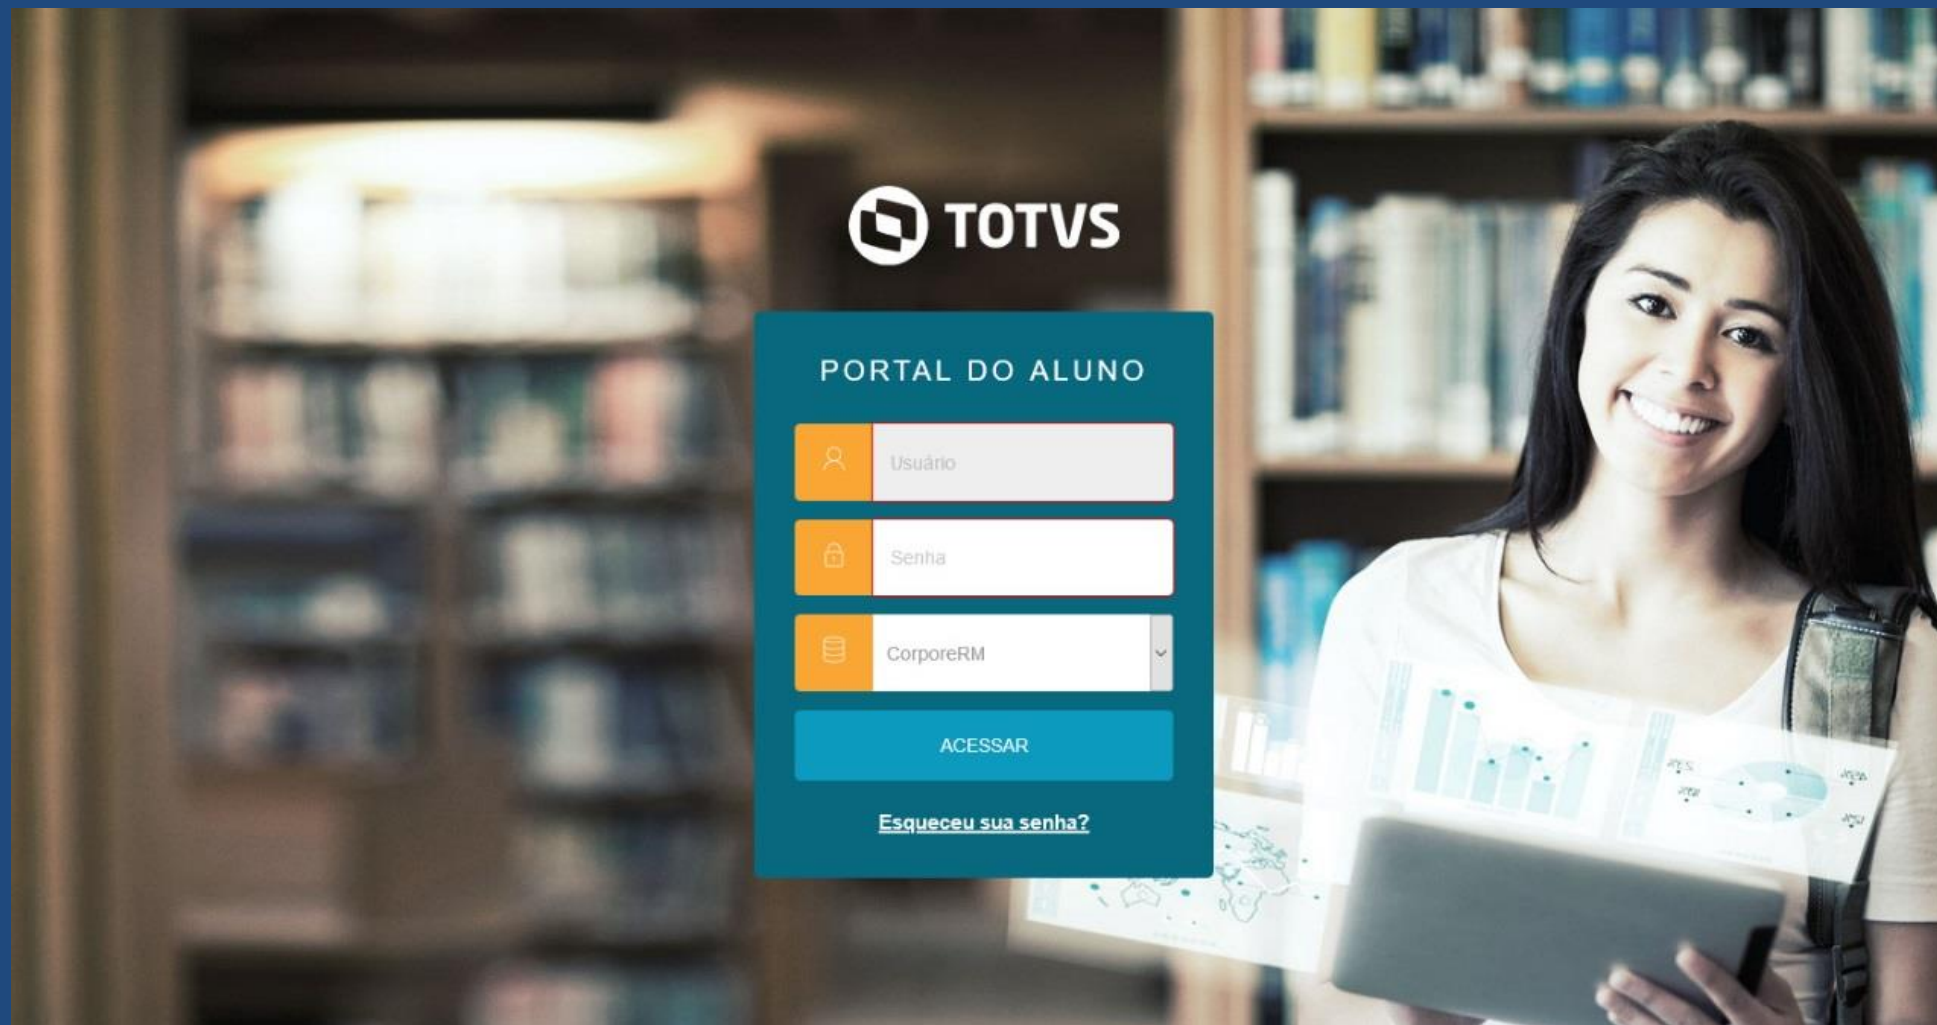 TOTVS
PORTAL DO ALUNO
Usuário
Senha
CorporeRM
ACESSAR
Esqueceu sua senha?